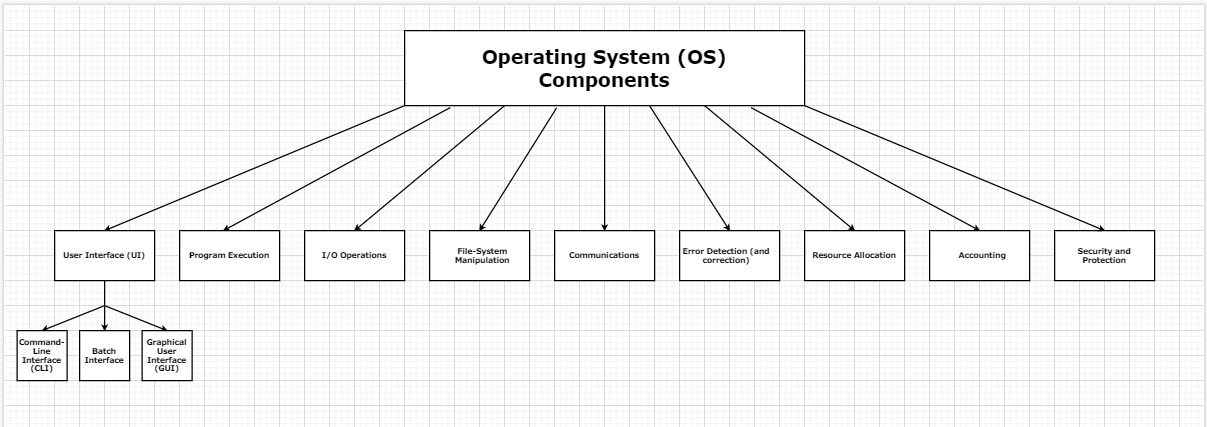 Operating System (OS)
Components
User Interface (UI)
Program Execution
I/O Operations
File-System
Manipulation
Communications
Error Detection (and
correction)
Resource Allocation
Accounting
Security and
Protection
Command-
Line
Interface
(CLI)
Batch
Interface
Graphical
User
Interface
(GUI)